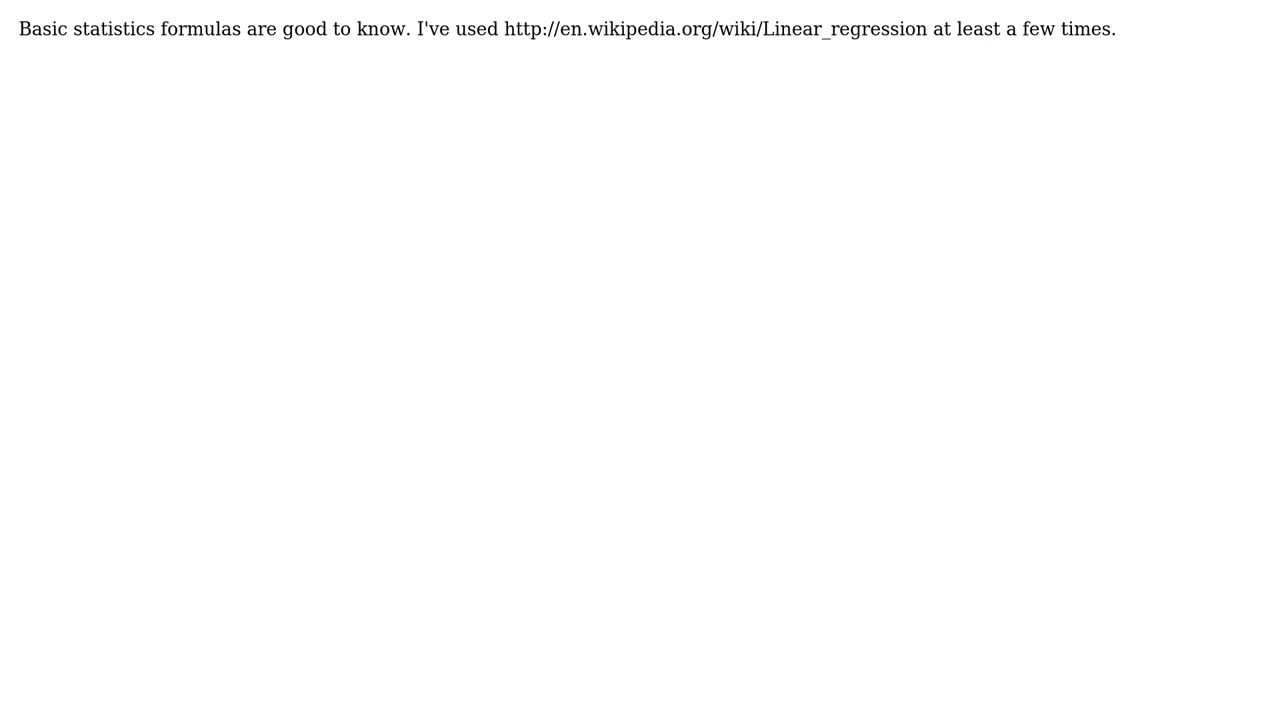 Basic statistics formulas are good to know. I've used http://en.wikipedia.org/wiki/Linear_regression at least a few times.